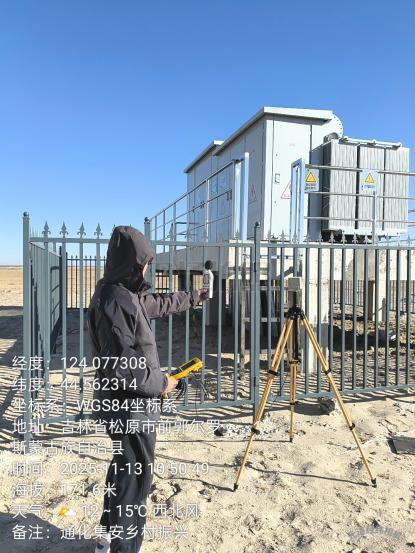 经度： 124.077308
纬度： 44.562314
坐标系： WGS84坐标系
地址： 吉林省松原市前郭尔罗
斯蒙古族自治县
时间： 2025-11-13 10:50:49
海拔： 171.6米
天气： -2 ~ 15℃ 西北风
备注： 通化集安乡村振兴